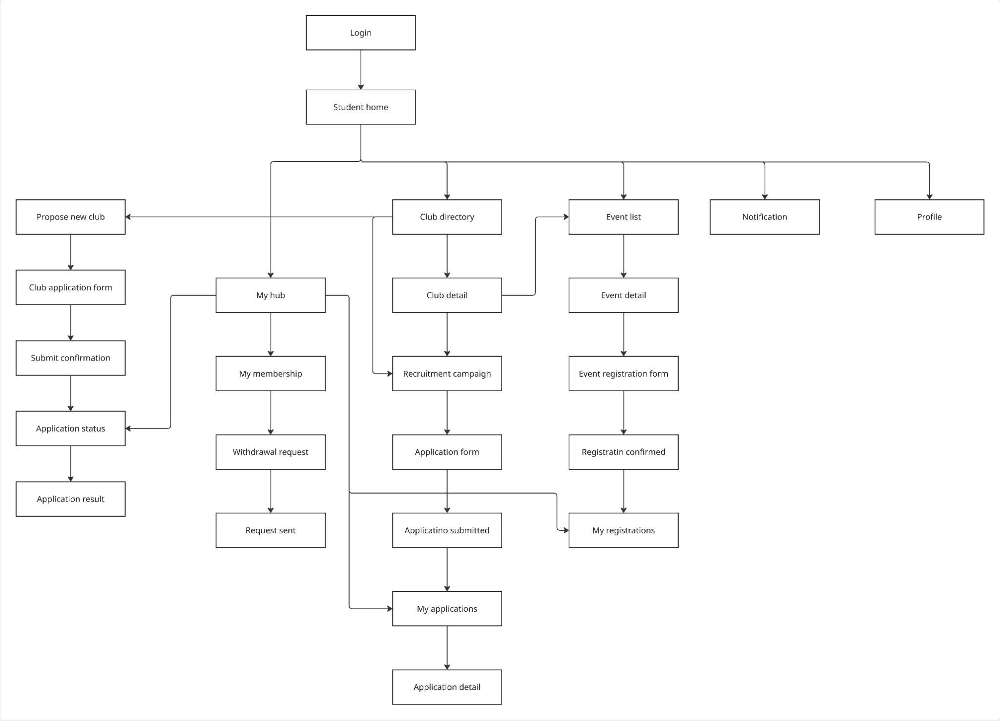 Login
Student home
Propose new club
Club directory
Event list
Notification
Profile
Club application form
My hub
Club detail
Event detail
Submit confirmation
My membership
Recruitment campaign
Event registration form
Application status
Withdrawal request
Application form
Registratin confirmed
Application result
Request sent
Applicatino submitted
My registrations
My applications
Application detail